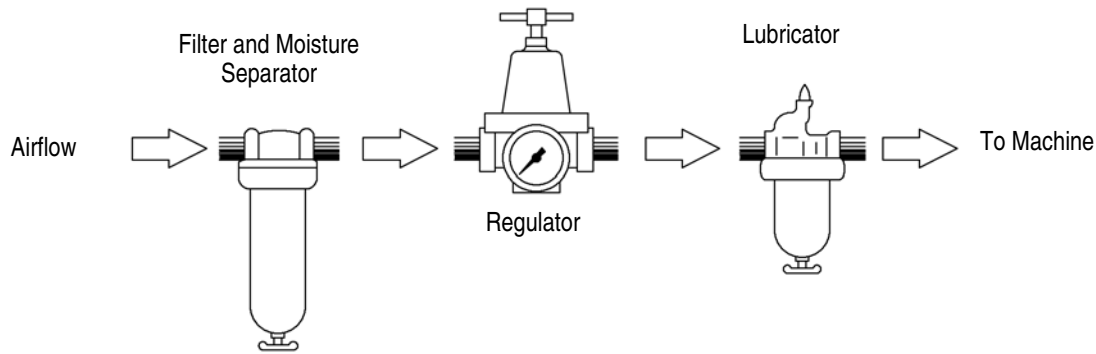 Filter and Moisture
Separator
Lubricator
Airflow
To Machine
Regulator